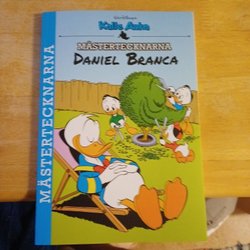 Walt Disney's
Kalle Anka
MÄSTERTECKNARNA
DANIEL BRANCA
MÄSTERTECKNARNA